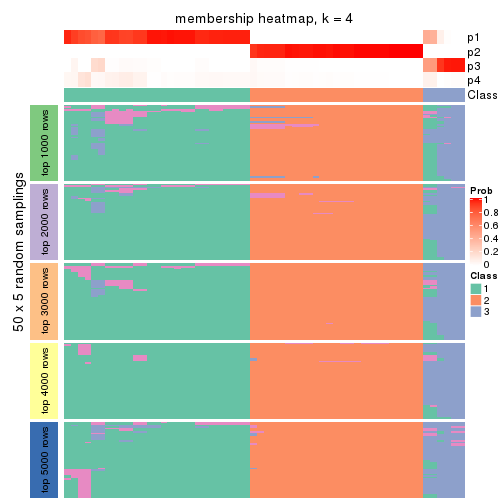 membership heatmap, k = 4
p1
p2
p3
p4
Class
50 x 5 random samplings
top 1000 rows
top 2000 rows
top 3000 rows
top 4000 rows
top 5000 rows
Prob
1
0.8
0.6
0.4
0.2
0
Class
1
2
3